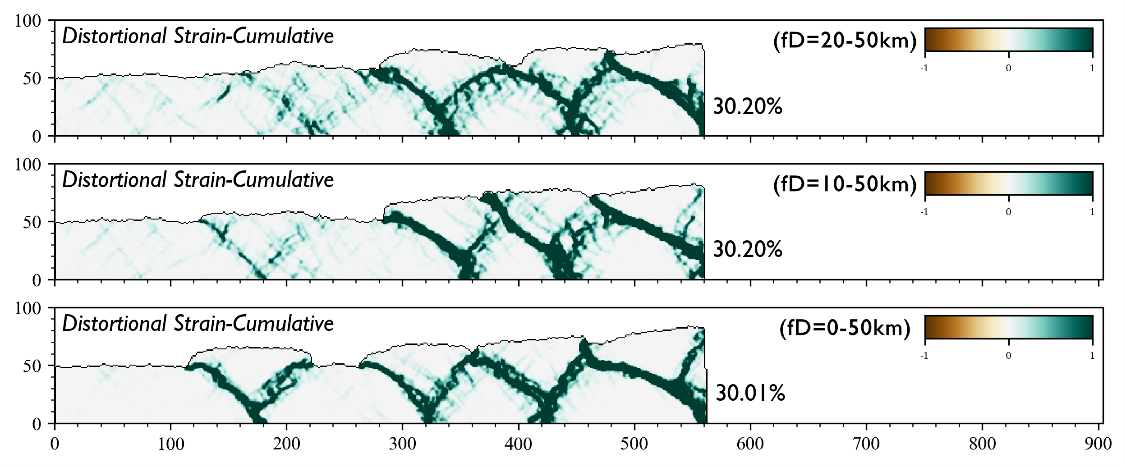 100
Distortional Strain-Cumulative
(fD=20-50km)
-1 0 1
50
30.20%
0
100
Distortional Strain-Cumulative
(fD=10-50km)
-1 0 1
50
30.20%
0
100
Distortional Strain-Cumulative
(fD=0-50km)
-1 0 1
50
30.01%
0
0 100 200 300 400 500 600 700 800 900